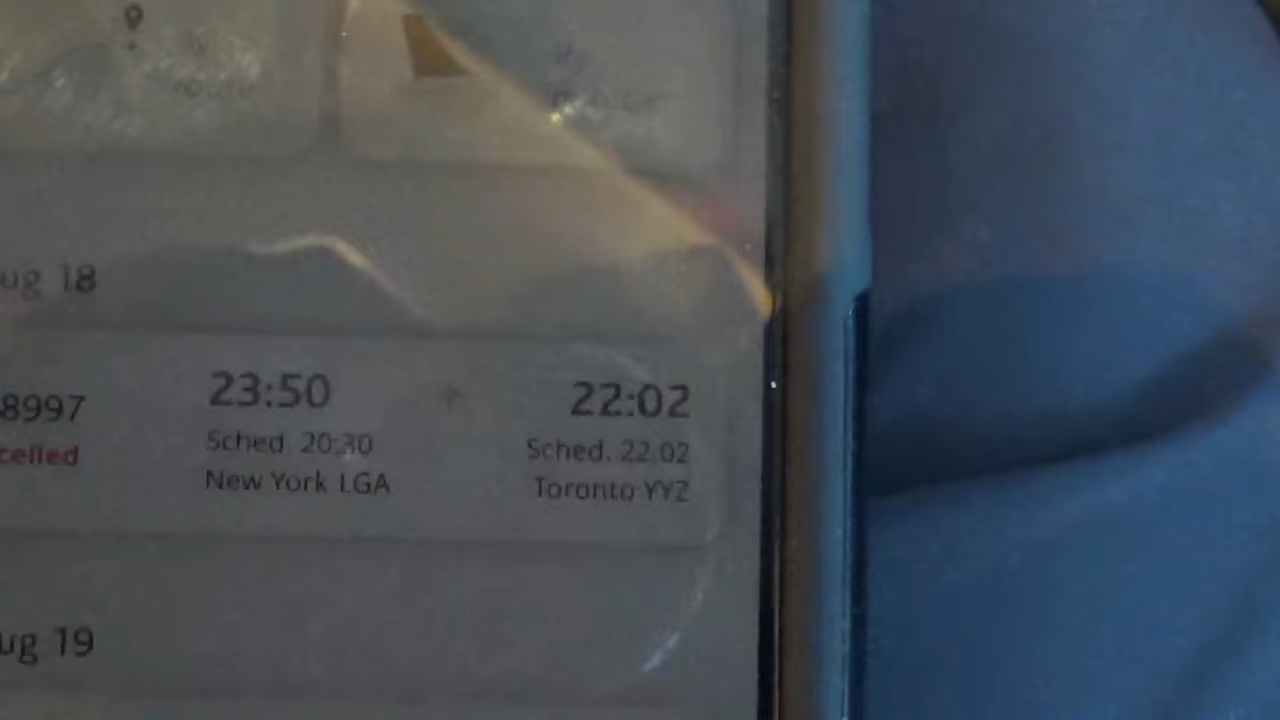 ug 18
8997
celled
23:50
Sched. 20:30
New York LGA
22:02
Sched. 22:02
Toronto YYZ
ug 19